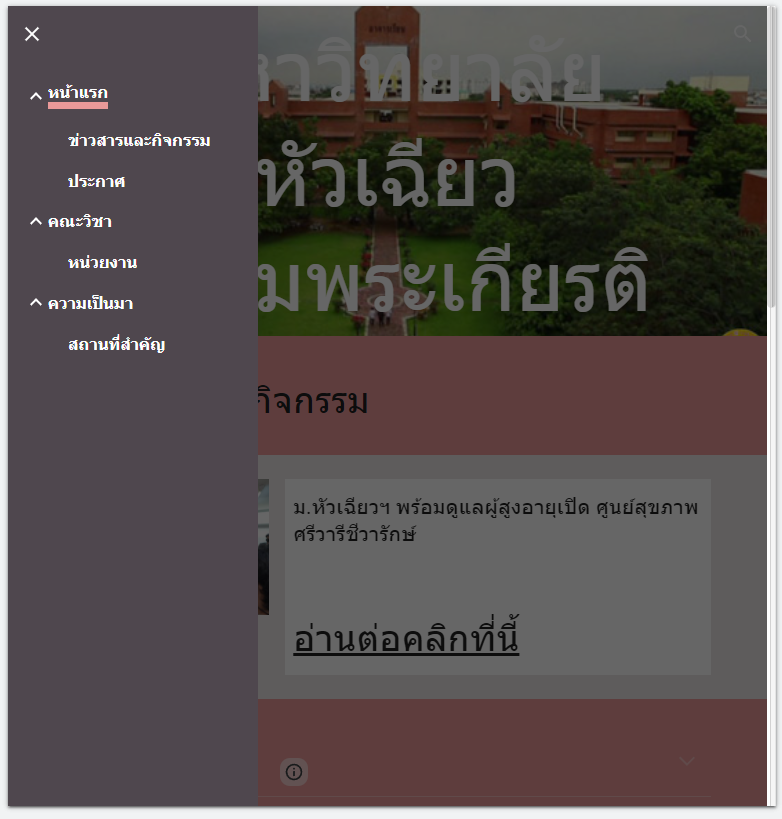 หน้าแรก
ข่าวสารและกิจกรรม
ประกาศ
คณะวิชา
หน่วยงาน
ความเป็นมา
สถานที่สำคัญ
หาวิทยาลัย
หัวเฉียว
มพระเกียรติ
กิจกรรม
ม.หัวเฉียวฯ พร้อมดูแลผู้สูงอายุเปิด ศูนย์สุขภาพ
ศรีวารีชีวารักษ์
อ่านต่อคลิกที่นี้